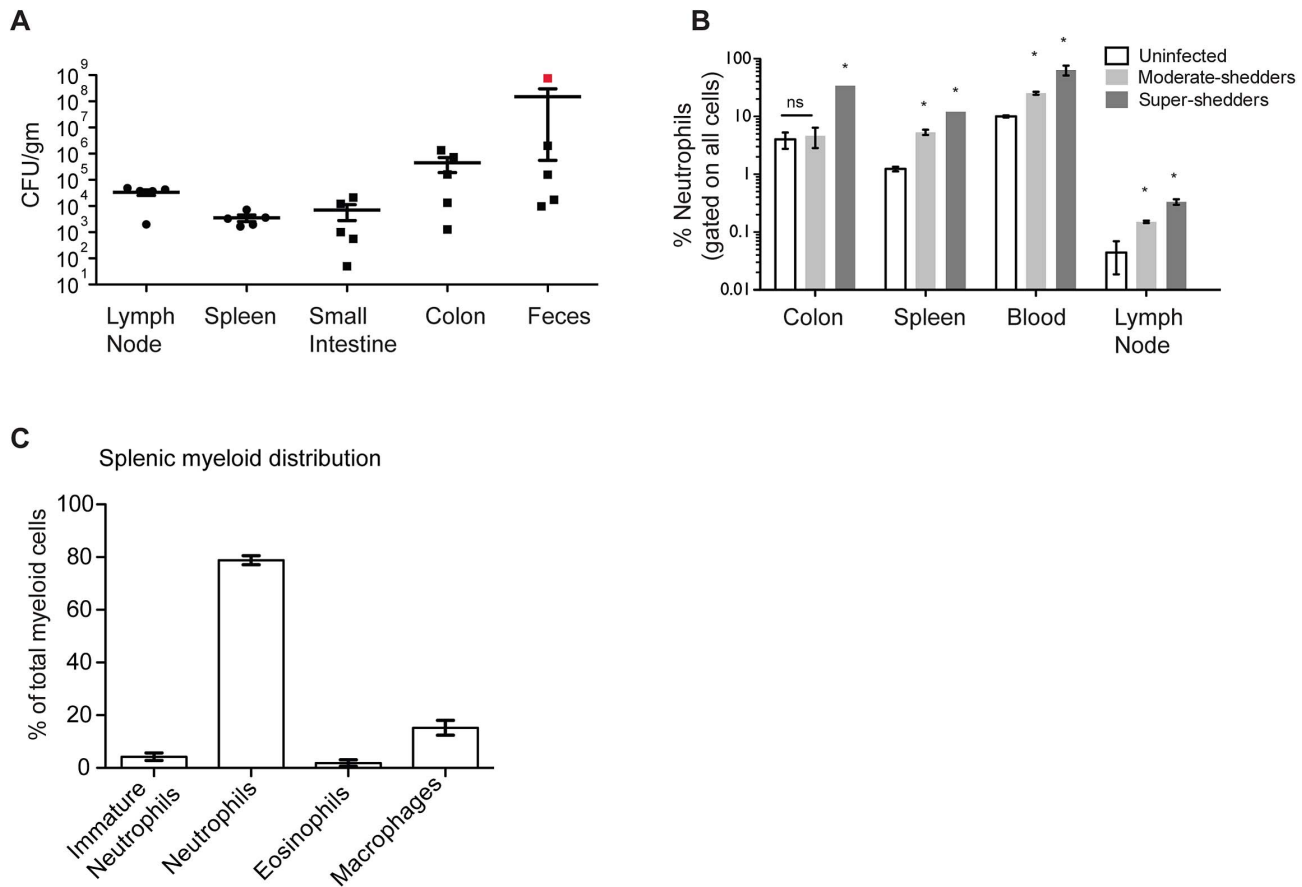 A
CFU/gm
10^9
10^8
10^7
10^6
10^5
10^4
10^3
10^2
10^1
Lymph
Node
Spleen
Small
Intestine
Colon
Feces
B
% Neutrophils
(gated on all cells)
100
10
1
0.1
0.01
ns
*
*
*
*
*
*
*
Uninfected
Moderate-shedders
Super-shedders
Colon
Spleen
Blood
Lymph
Node
C
Splenic myeloid distribution
% of total myeloid cells
100
80
60
40
20
0
Immature
Neutrophils
Neutrophils
Eosinophils
Macrophages